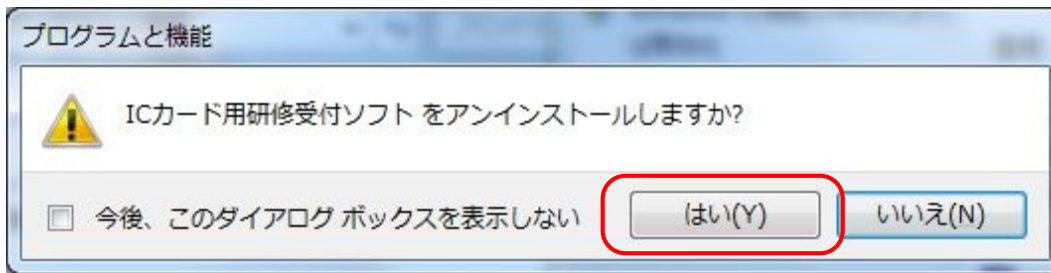 プログラムと機能
ICカード用研修受付ソフト をアンインストールしますか?
今後、このダイアログ ボックスを表示しない
はい(Y)
いいえ(N)